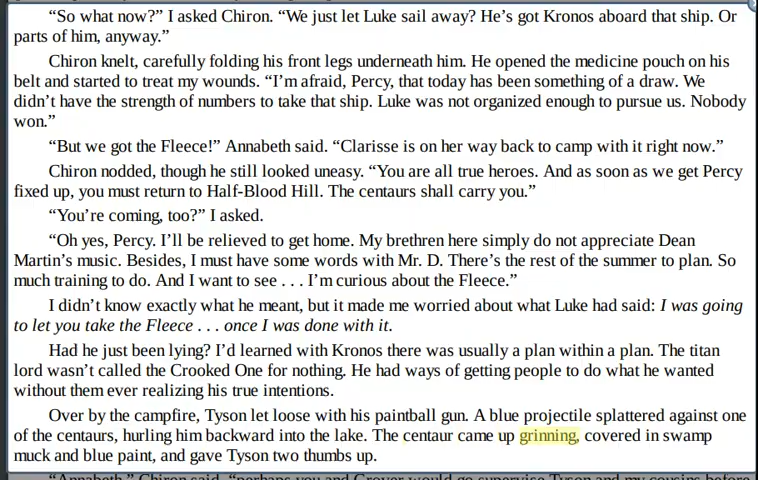 “So what now?” I asked Chiron. “We just let Luke sail away? He’s got Kronos aboard that ship. Or
parts of him, anyway.”
Chiron knelt, carefully folding his front legs underneath him. He opened the medicine pouch on his
belt and started to treat my wounds. “I’m afraid, Percy, that today has been something of a draw. We
didn’t have the strength of numbers to take that ship. Luke was not organized enough to pursue us. Nobody
won.”
“But we got the Fleece!” Annabeth said. “Clarisse is on her way back to camp with it right now.”
Chiron nodded, though he still looked uneasy. “You are all true heroes. And as soon as we get Percy
fixed up, you must return to Half-Blood Hill. The centaurs shall carry you.”
“You’re coming, too?” I asked.
“Oh yes, Percy. I’ll be relieved to get home. My brethren here simply do not appreciate Dean
Martin’s music. Besides, I must have some words with Mr. D. There’s the rest of the summer to plan. So
much training to do. And I want to see . . . I’m curious about the Fleece.”
I didn’t know exactly what he meant, but it made me worried about what Luke had said: I was going
to let you take the Fleece . . . once I was done with it.
Had he just been lying? I’d learned with Kronos there was usually a plan within a plan. The titan
lord wasn’t called the Crooked One for nothing. He had ways of getting people to do what he wanted
without them ever realizing his true intentions.
Over by the campfire, Tyson let loose with his paintball gun. A blue projectile splattered against one
of the centaurs, hurling him backward into the lake. The centaur came up grinning, covered in swamp
muck and blue paint, and gave Tyson two thumbs up.
“Annabeth,” Chiron said, “perhaps you and Grover would go supervise Tyson and my cousins before